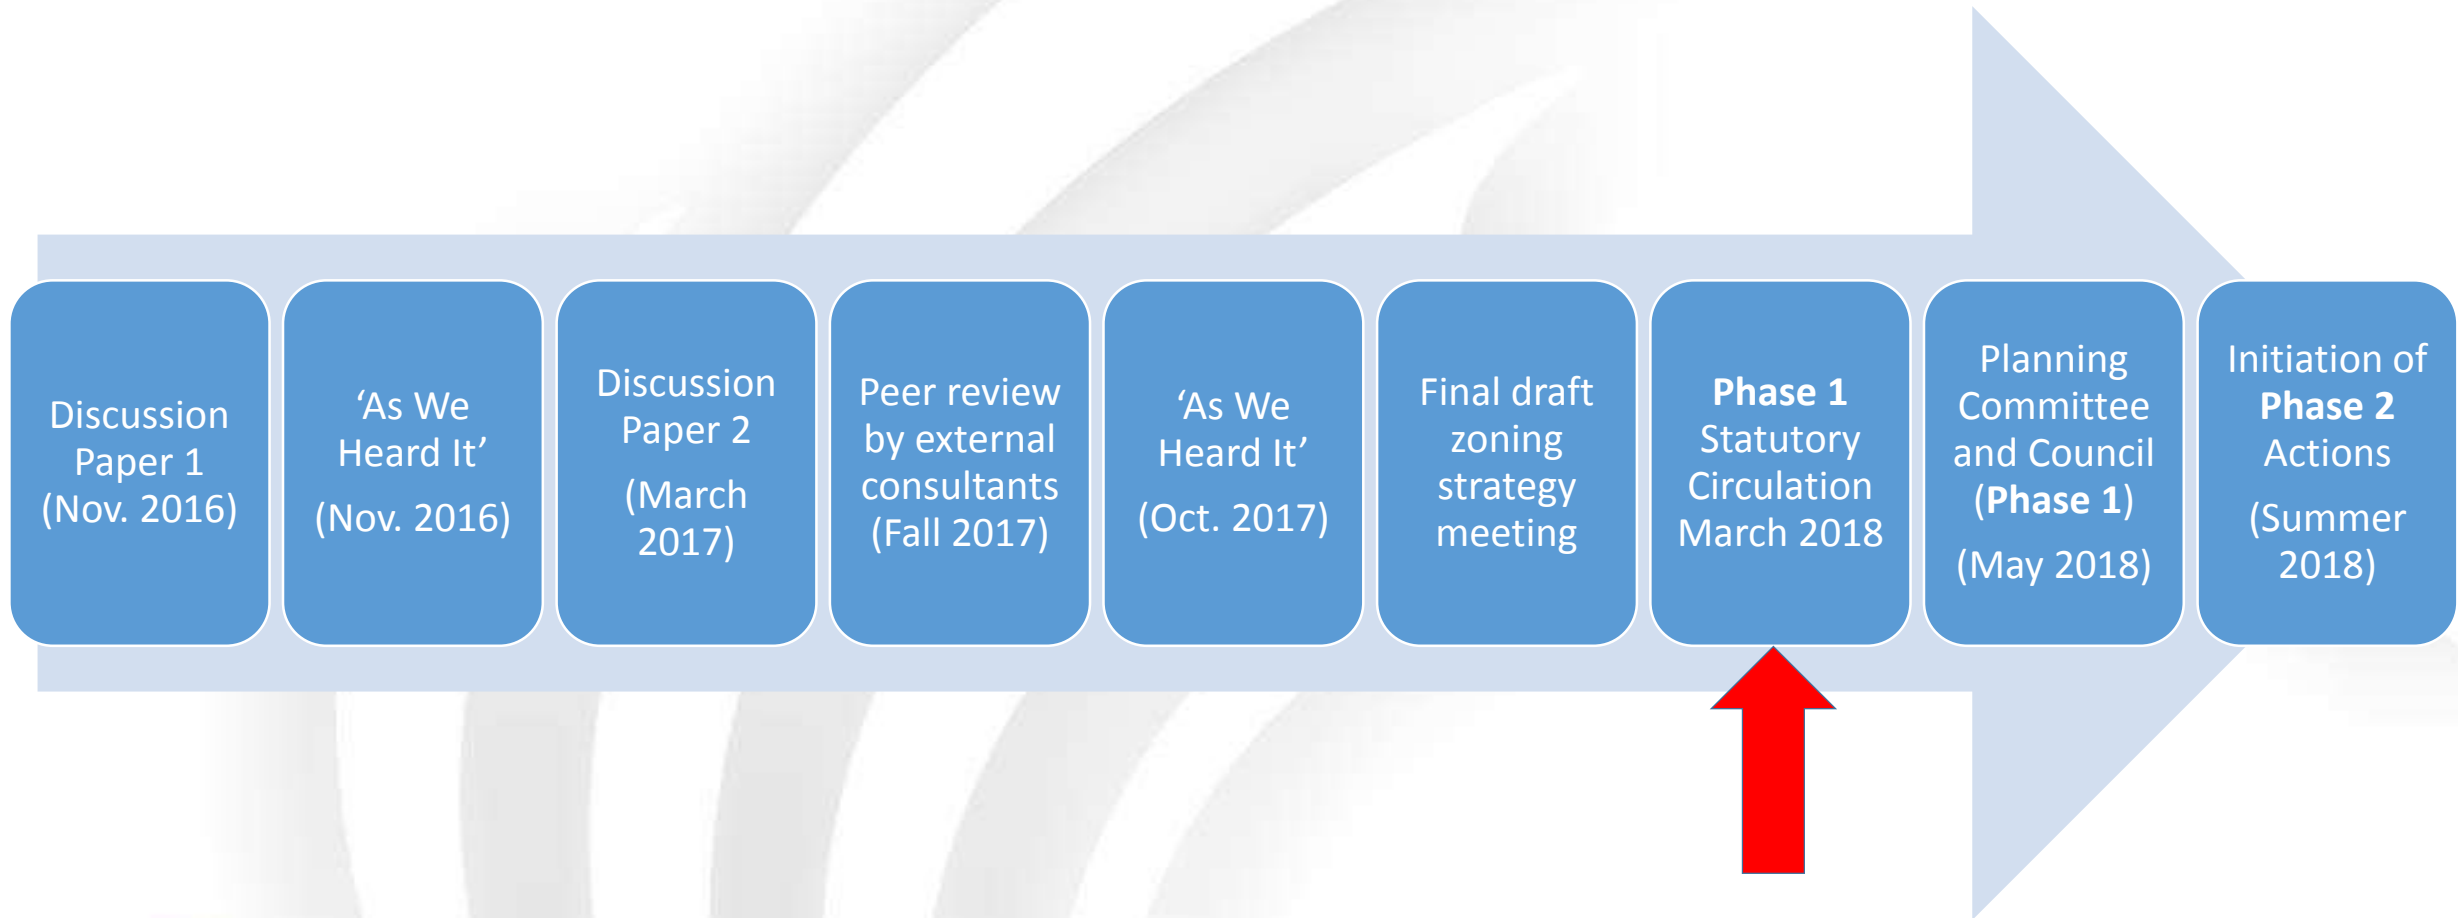 Discussion
Paper 1
(Nov. 2016)
‘As We
Heard It’
(Nov. 2016)
Discussion
Paper 2
(March
2017)
Peer review
by external
consultants
(Fall 2017)
‘As We
Heard It’
(Oct. 2017)
Final draft
zoning
strategy
meeting
Phase 1
Statutory
Circulation
March 2018
Planning
Committee
and Council
(Phase 1)
(May 2018)
Initiation of
Phase 2
Actions
(Summer
2018)